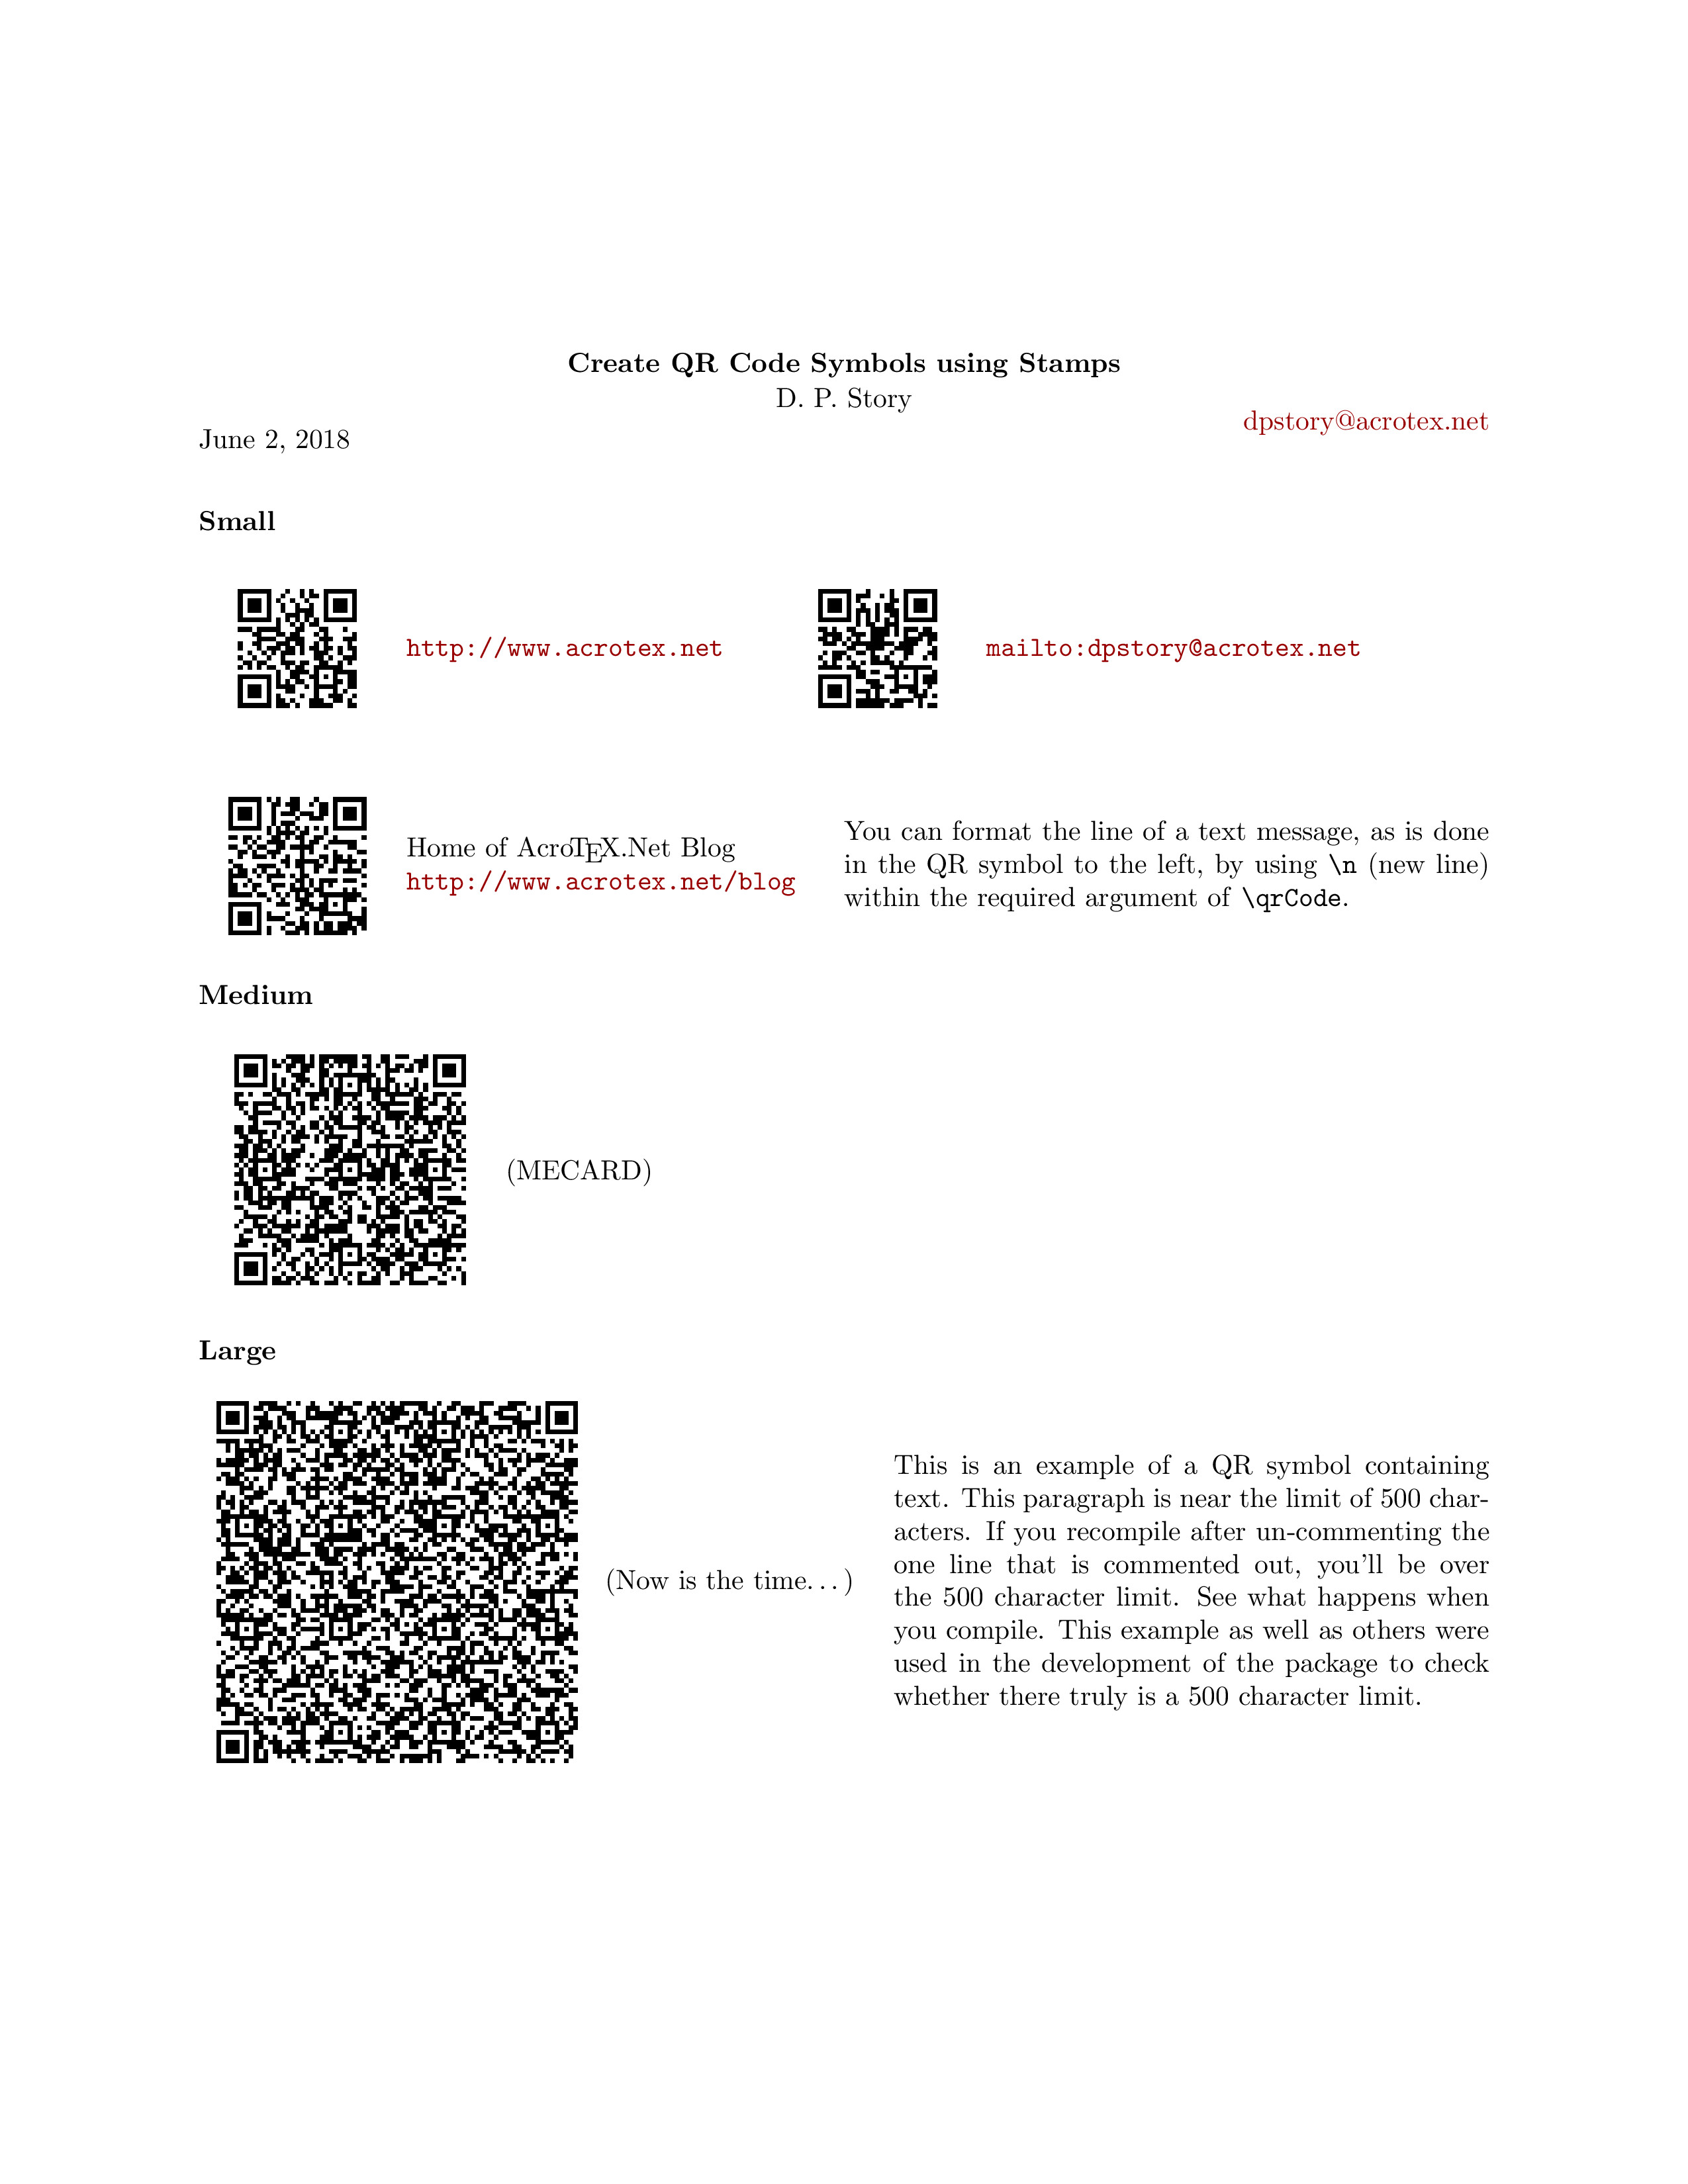 Create QR Code Symbols using Stamps
D. P. Story
dpstory@acrotex.net
June 2, 2018
Small
http://www.acrotex.net
mailto:dpstory@acrotex.net
Home of AcroTEX.Net Blog
http://www.acrotex.net/blog
You can format the line of a text message, as is done
in the QR symbol to the left, by using \n (new line)
within the required argument of \qrCode.
Medium
(MECARD)
Large
(Now is the time...)
This is an example of a QR symbol containing
text. This paragraph is near the limit of 500 char-
acters. If you recompile after un-commenting the
one line that is commented out, you'll be over
the 500 character limit. See what happens when
you compile. This example as well as others were
used in the development of the package to check
whether there truly is a 500 character limit.